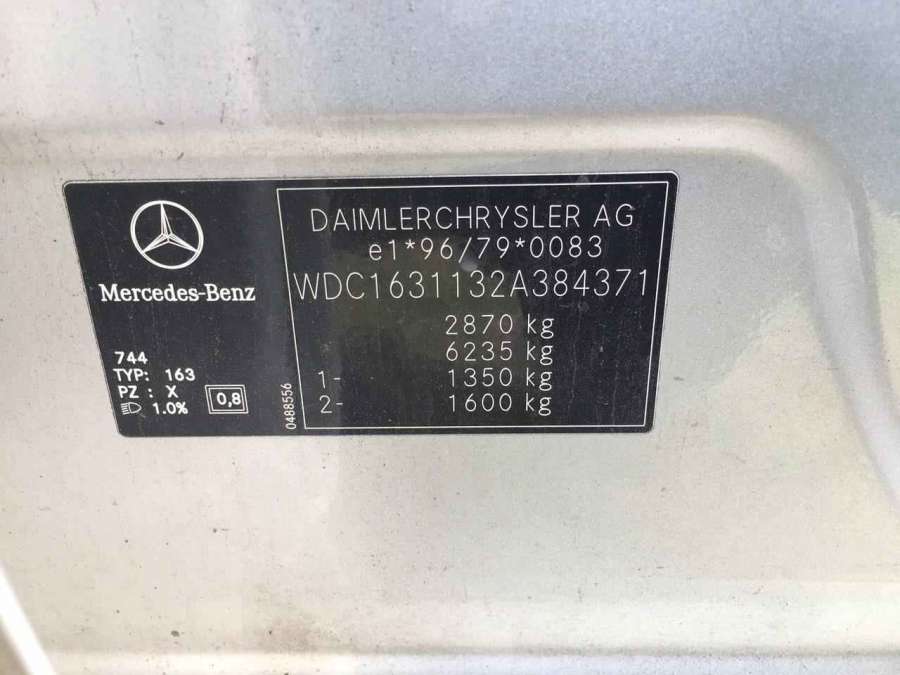 Mercedes-Benz
744
TYP: 163
PZ : X
1.0%
0,8
0488556
DAIMLERCHRYSLER AG
e1*96/79*0083
WDC1631132A384371
2870 kg
6235 kg
1- 1350 kg
2- 1600 kg